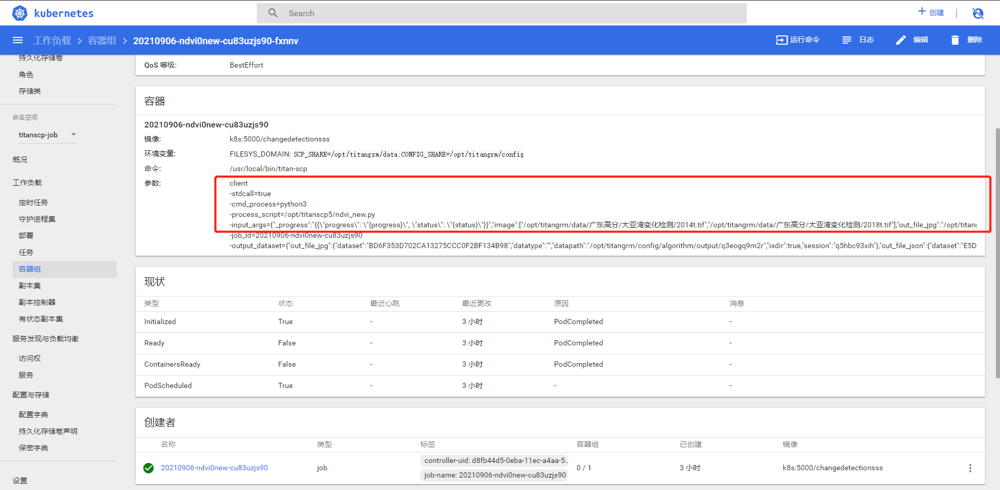 kubernetes
Search
创建
工作负载 容器组 20210906-ndvi0new-cu83uzjs90-fxnnv
运行命令 日志 编辑 删除
持久化存储卷
角色
存储类
命名空间
titanscp-job
概况
工作负载
定时任务
守护进程集
部署
任务
容器组
副本集
副本控制器
有状态副本集
服务发现与负载均衡
访问权
服务
配置与存储
配置字典
持久化存储卷声明
保密字典
设置
QoS 等级: BestEffort
容器
20210906-ndvi0new-cu83uzjs90
镜像: k8s:5000/changedetectionsss
环境变量: FILESYS_DOMAIN: SCP_SHARE=/opt/titangrm/data;CONFIG_SHARE=/opt/titangrm/config
命令: /usr/local/bin/titan-scp
参数: client
-stdcall=true
-cmd_process=python3
-process_script=/opt/titanscp5/ndvi_new.py
-input_args={"_progress":"{{\"progress\": \"{progress}\", \"status\": \"{status}\"}}","image":["/opt/titangrm/data/广东高分/大亚湾变化检测/2014t.tif","/opt/titangrm/data/广东高分/大亚湾变化检测/2018t.tif"],"out_file_jpg":"/opt/titang
-job_id=20210906-ndvi0new-cu83uzjs90
-output_dataset={"out_file_jpg":{"dataset":"BD6F353D702CA13275CCC0F2BF134B98","datatype":"","datapath":"/opt/titangrm/config/algorithm/output/q3eogq9m2r","isdir":true,"session":"q5hbc93xih"},"out_file_json":{"dataset":"E5D
现状
类型 状态 最近心跳 最近更改 原因 消息
Initialized True - 3 小时 PodCompleted -
Ready False - 3 小时 PodCompleted -
ContainersReady False - 3 小时 PodCompleted -
PodScheduled True - 3 小时 - -
创建者
名称 类型 标签 容器组 已创建 镜像
20210906-ndvi0new-cu83uzjs90 job controller-uid: d8fb44d5-0eba-11ec-a4aa-5.. 0 / 1 3 小时 k8s:5000/changedetectionsss
job-name: 20210906-ndvi0new-cu83uzjs90